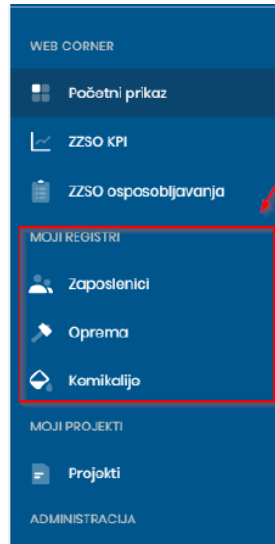 WEB CORNER
Početni prikaz
ZZSO KPI
ZZSO osposobljavanja
MOJI REGISTRI
Zaposlenici
Oprema
Kemikalije
MOJI PROJEKTI
Projekti
ADMINISTRACIJA